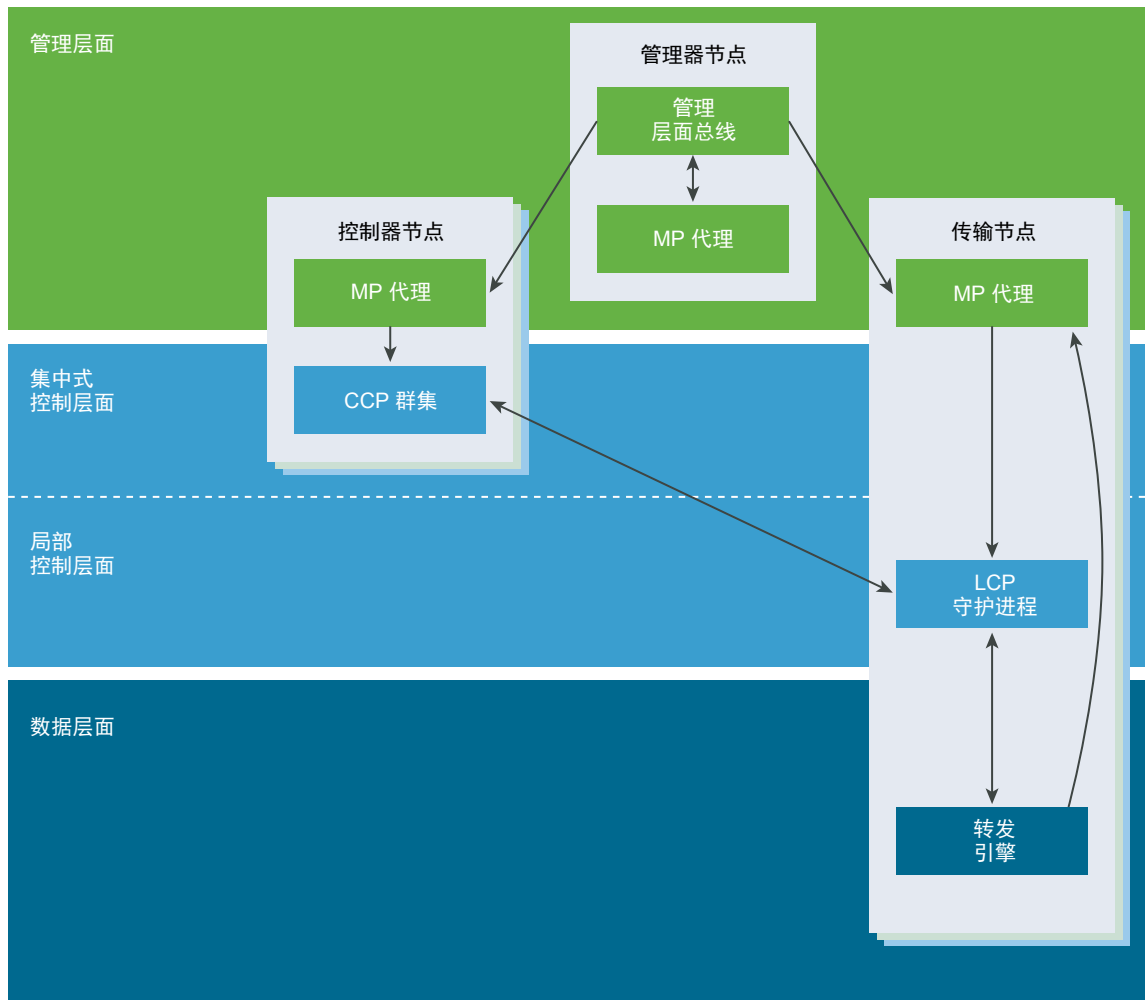 管理层面
管理器节点
管理
层面总线
MP 代理
控制器节点
MP 代理
传输节点
MP 代理
集中式
控制层面
CCP 群集
局部
控制层面
LCP
守护进程
数据层面
转发
引擎